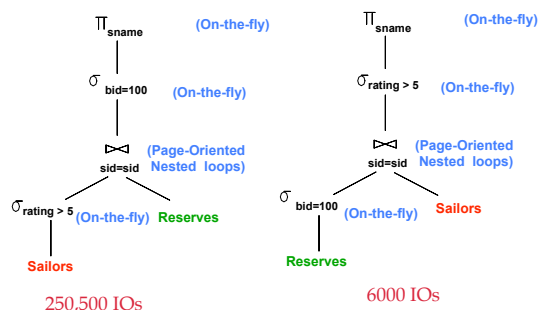 π sname (On-the-fly)
σ bid=100 (On-the-fly)
⋈ (Page-Oriented
sid=sid Nested loops)
σ rating > 5 (On-the-fly) Reserves
Sailors
250,500 IOs
π sname (On-the-fly)
σ rating > 5 (On-the-fly)
⋈ (Page-Oriented
sid=sid Nested loops)
σ bid=100 (On-the-fly) Sailors
Reserves
6000 IOs